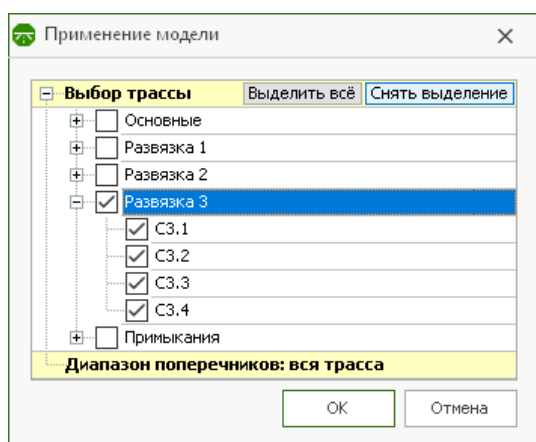 Применение модели
Выбор трассы Выделить всё Снять выделение
Основные
Развязка 1
Развязка 2
Развязка 3
С3.1
С3.2
С3.3
С3.4
Примыкания
Диапазон поперечников: вся трасса
ОК Отмена